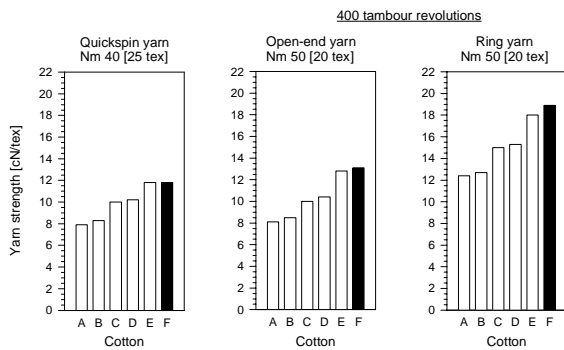 400 tambour revolutions
Quickspin yarn
Nm 40 [25 tex]
Open-end yarn
Nm 50 [20 tex]
Ring yarn
Nm 50 [20 tex]
Yarn strength [cN/tex]
22
20
18
16
14
12
10
8
6
4
2
0
A B C D E F
Cotton
22
20
18
16
14
12
10
8
6
4
2
0
A B C D E F
Cotton
22
20
18
16
14
12
10
8
6
4
2
0
A B C D E F
Cotton